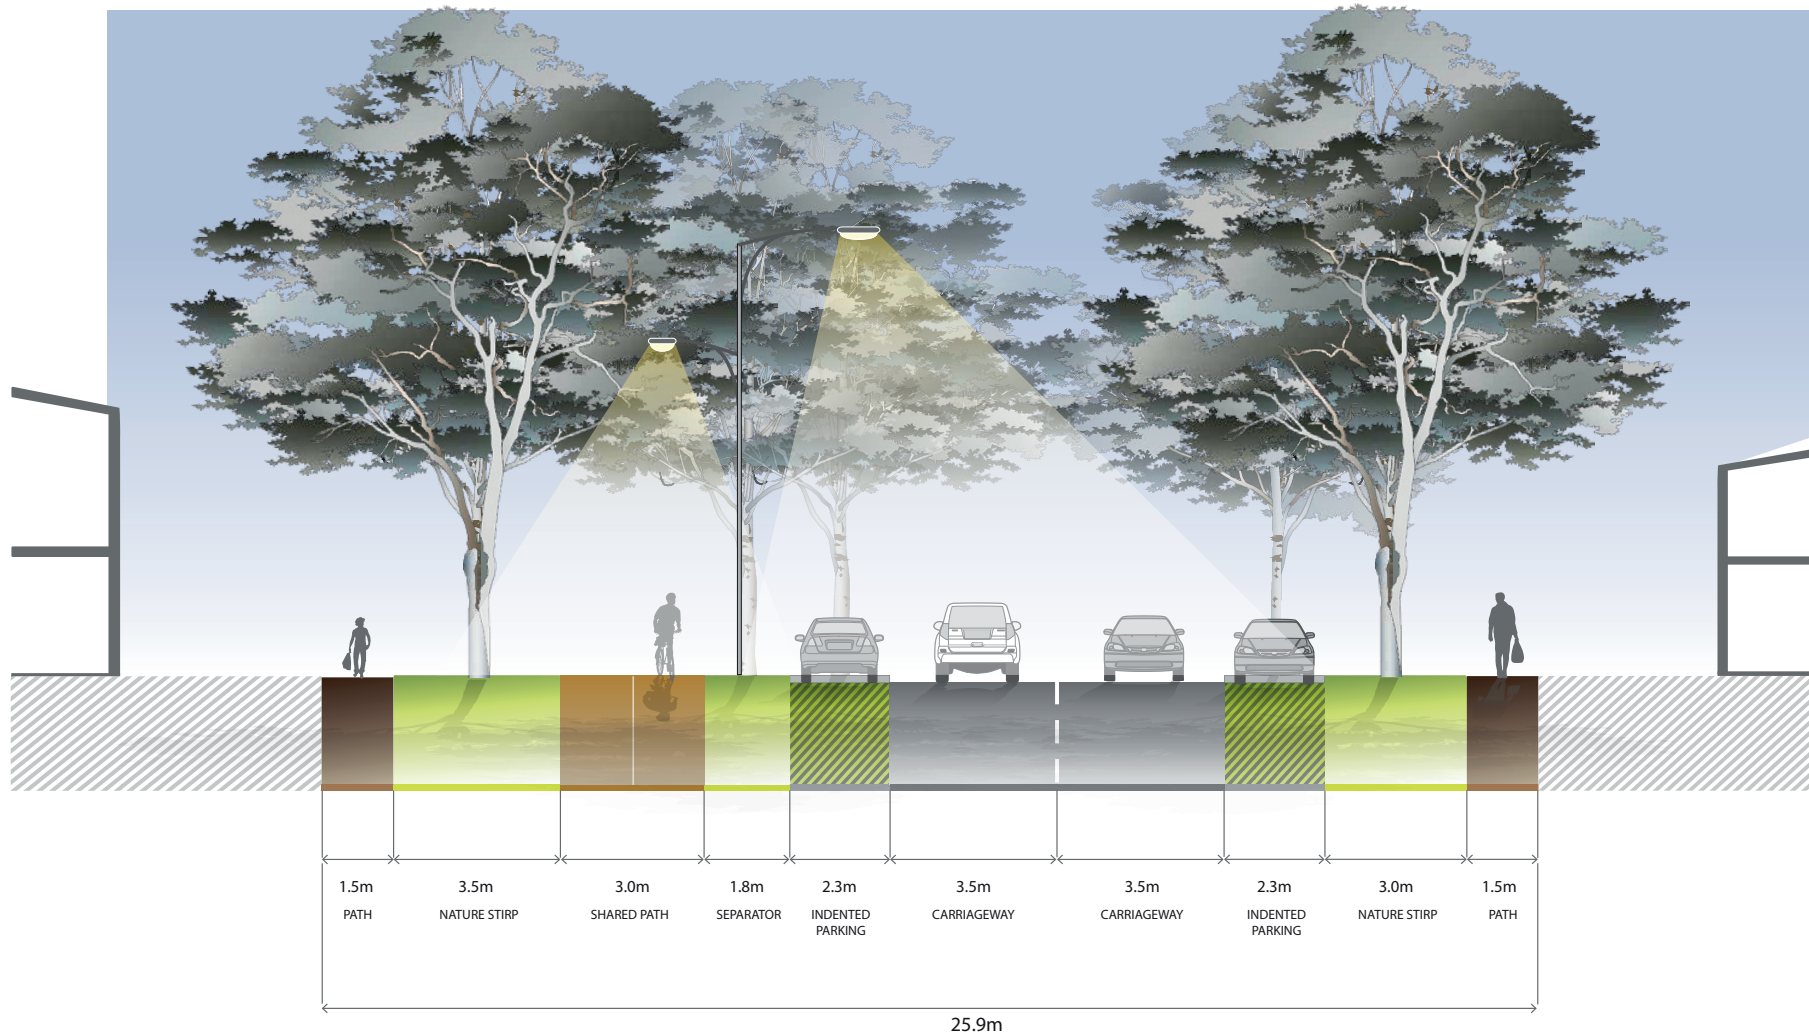 1.5m 3.5m 3.0m 1.8m 2.3m 3.5m 3.5m 2.3m 3.0m 1.5m
PATH NATURE STIRP SHARED PATH SEPARATOR INDENTED CARRIAGEWAY CARRIAGEWAY INDENTED NATURE STIRP PATH
PARKING PARKING
25.9m